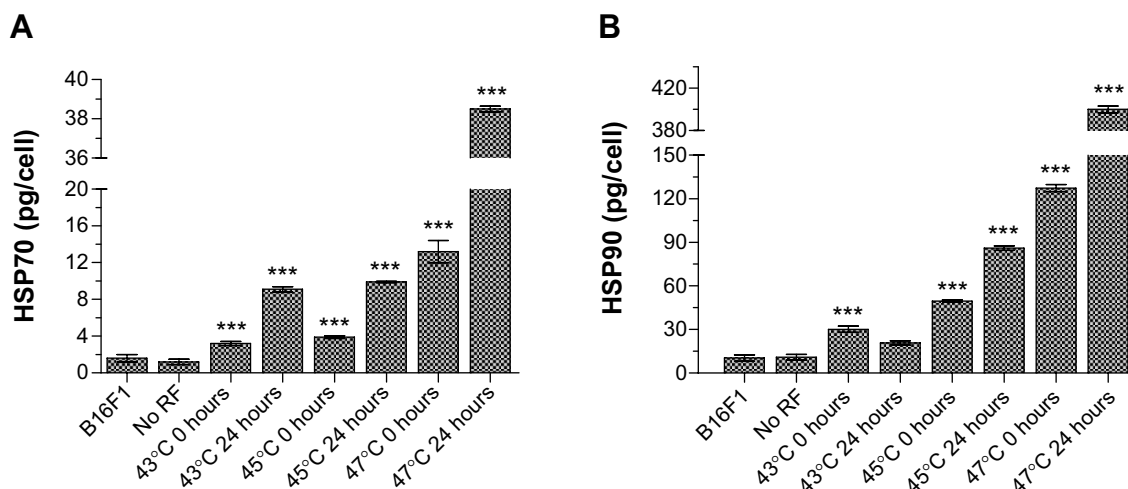 A
HSP70 (pg/cell)
40
38
36
20
16
12
8
4
0
***
***
***
***
***
***
B16F1
No RF
43°C 0 hours
43°C 24 hours
45°C 0 hours
45°C 24 hours
47°C 0 hours
47°C 24 hours
B
HSP90 (pg/cell)
420
380
150
120
90
60
30
0
***
***
***
***
***
B16F1
No RF
43°C 0 hours
43°C 24 hours
45°C 0 hours
45°C 24 hours
47°C 0 hours
47°C 24 hours